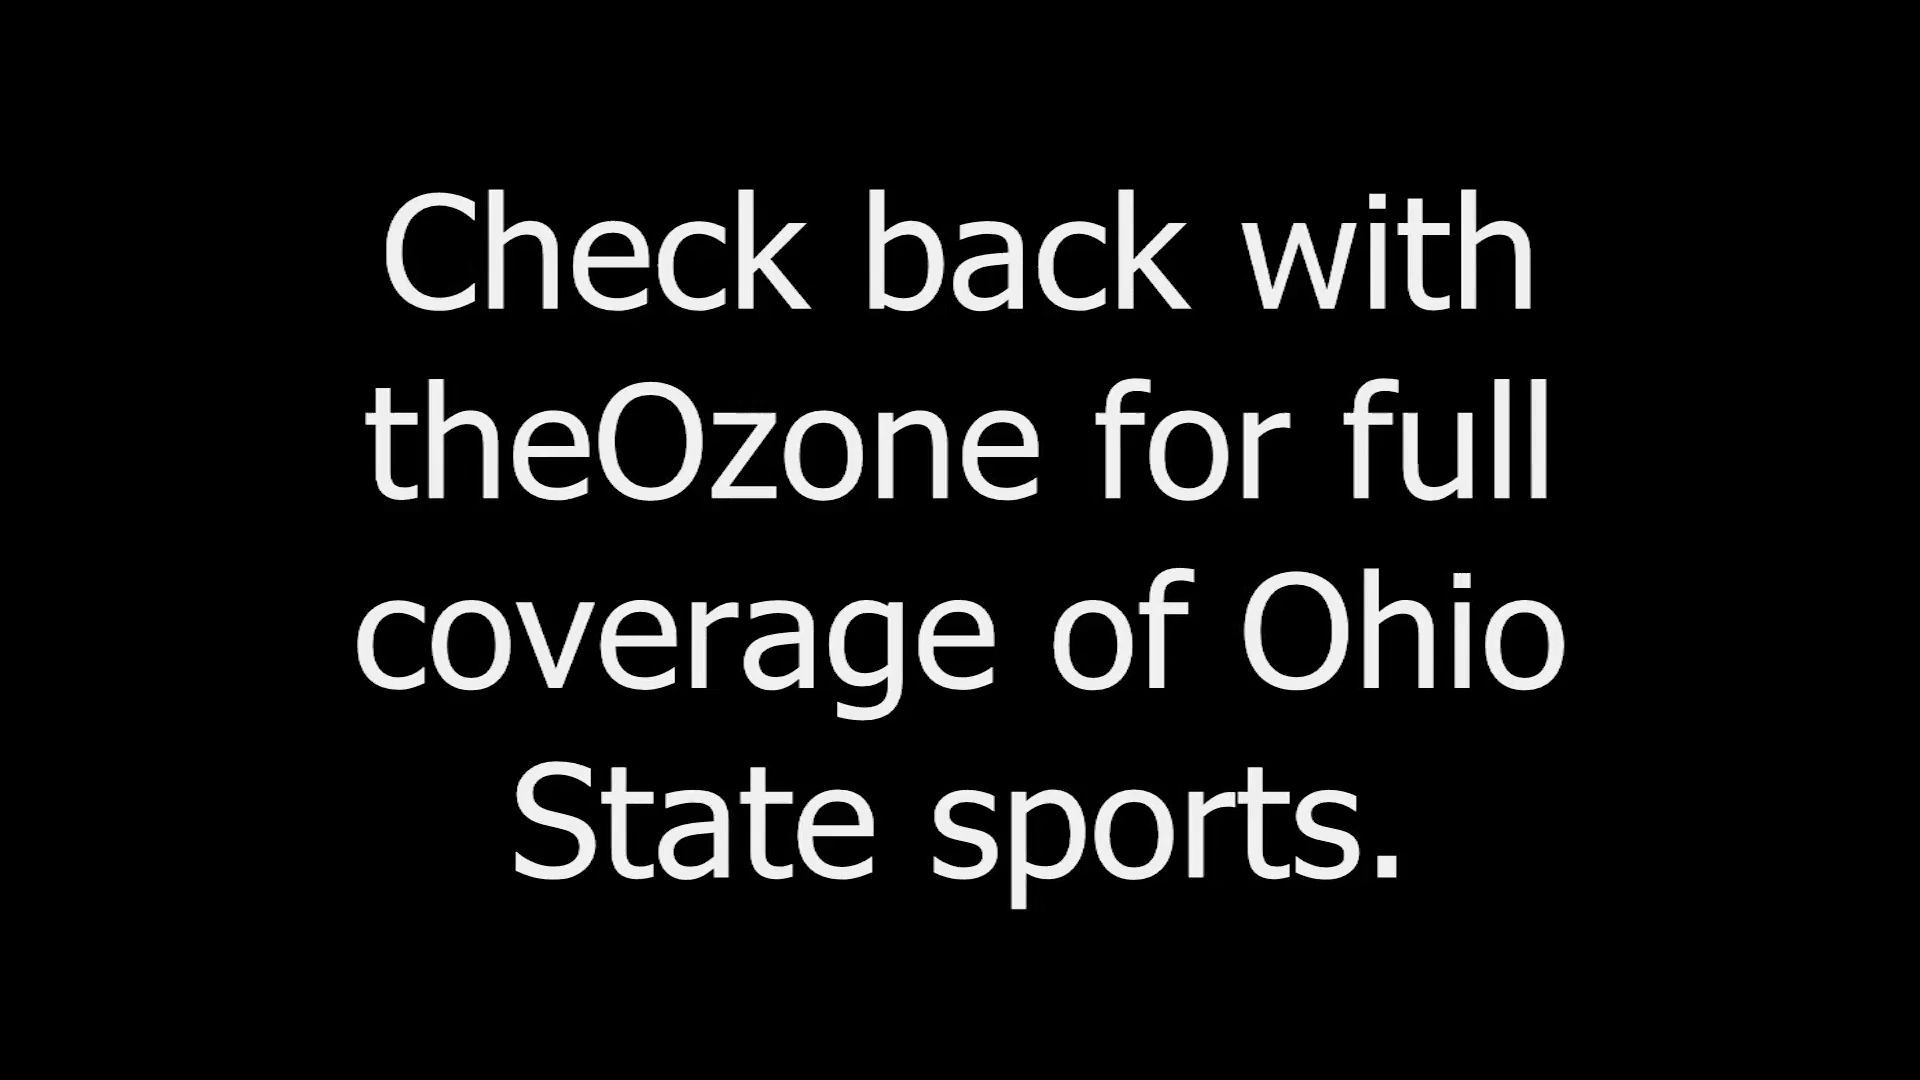 Check back with
theOzone for full
coverage of Ohio
State sports.